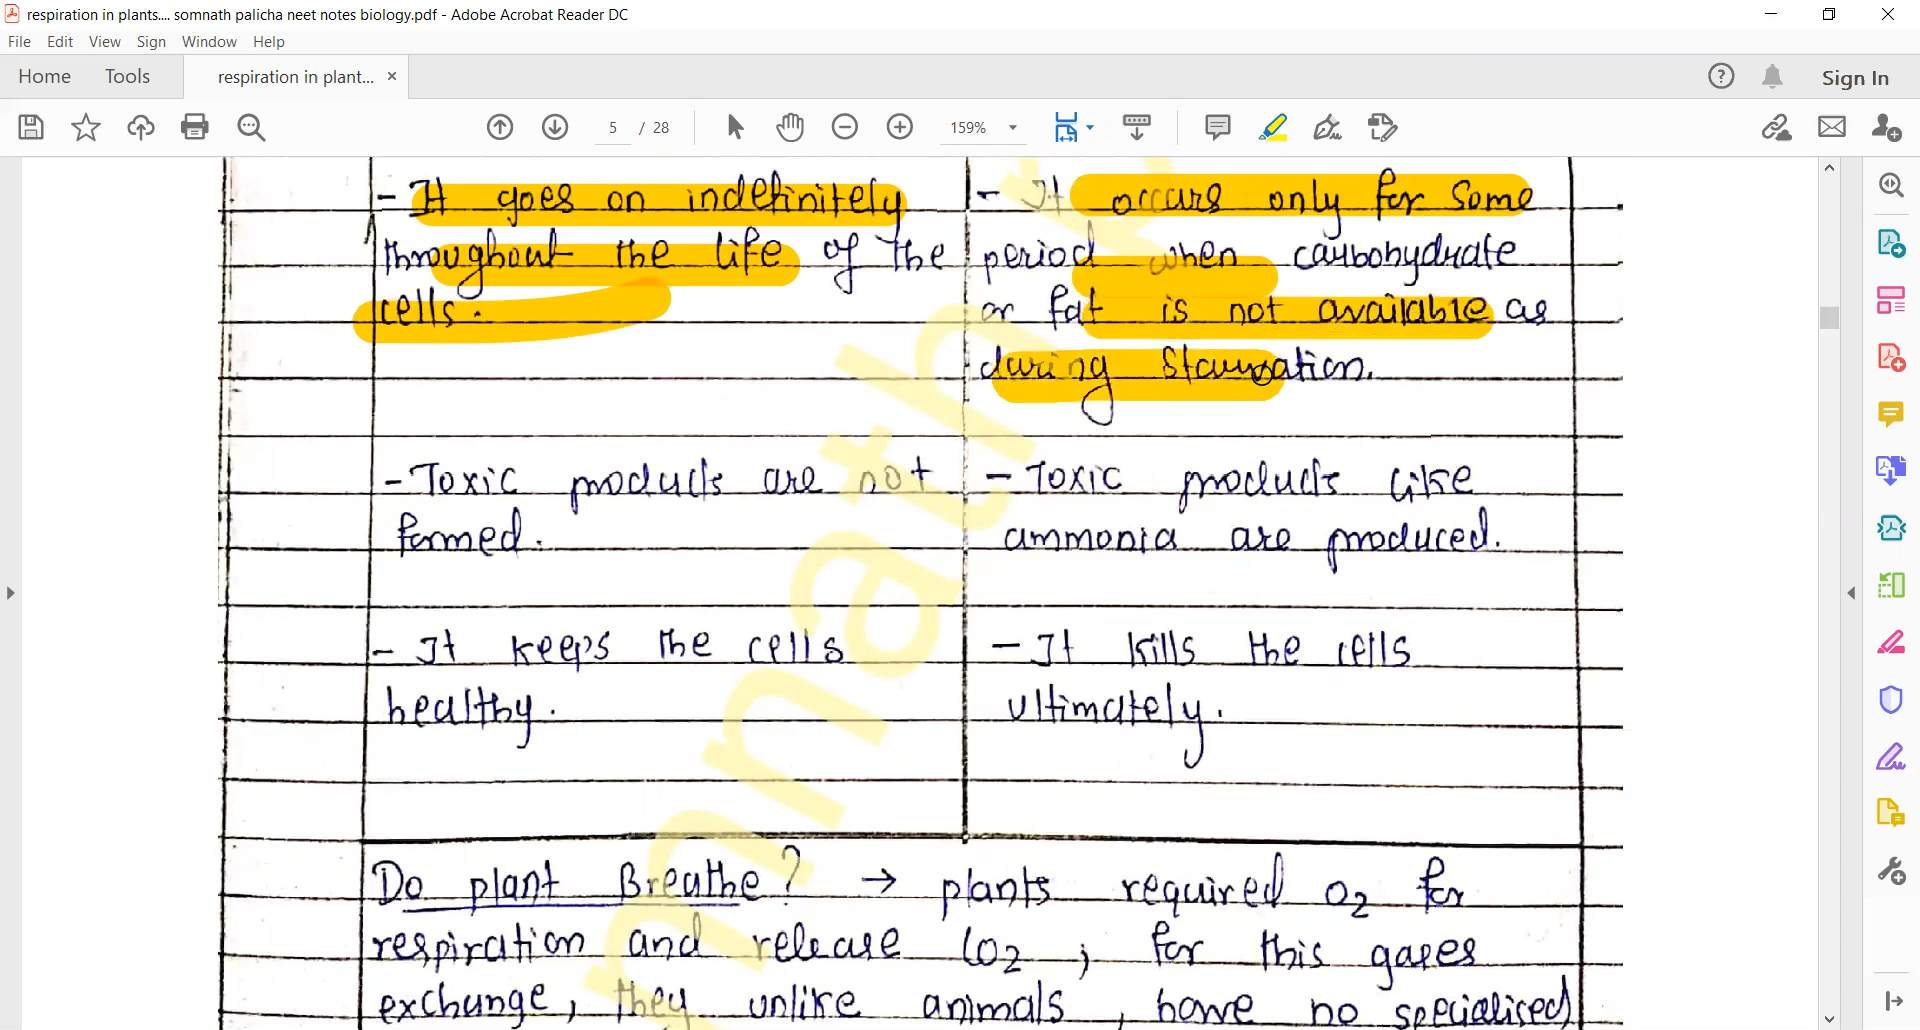 respiration in plants.... somnath palicha neet notes biology.pdf - Adobe Acrobat Reader DC
File Edit View Sign Window Help
Home Tools respiration in plant... × Sign In
5 / 28 159%
- It goes on indefinitely
throughout the life of the
cells.
- It occurs only for some
period when carbohydrate
or fat is not available as
during starvation.
- Toxic products are not
formed.
- Toxic products like
ammonia are produced.
- It keeps the cells
healthy.
- It kills the cells
ultimately.
Do plant Breathe? → plants required O2 for
respiration and release CO2 ; for this gases
exchange, they unlike animals, have no specialised
nnath